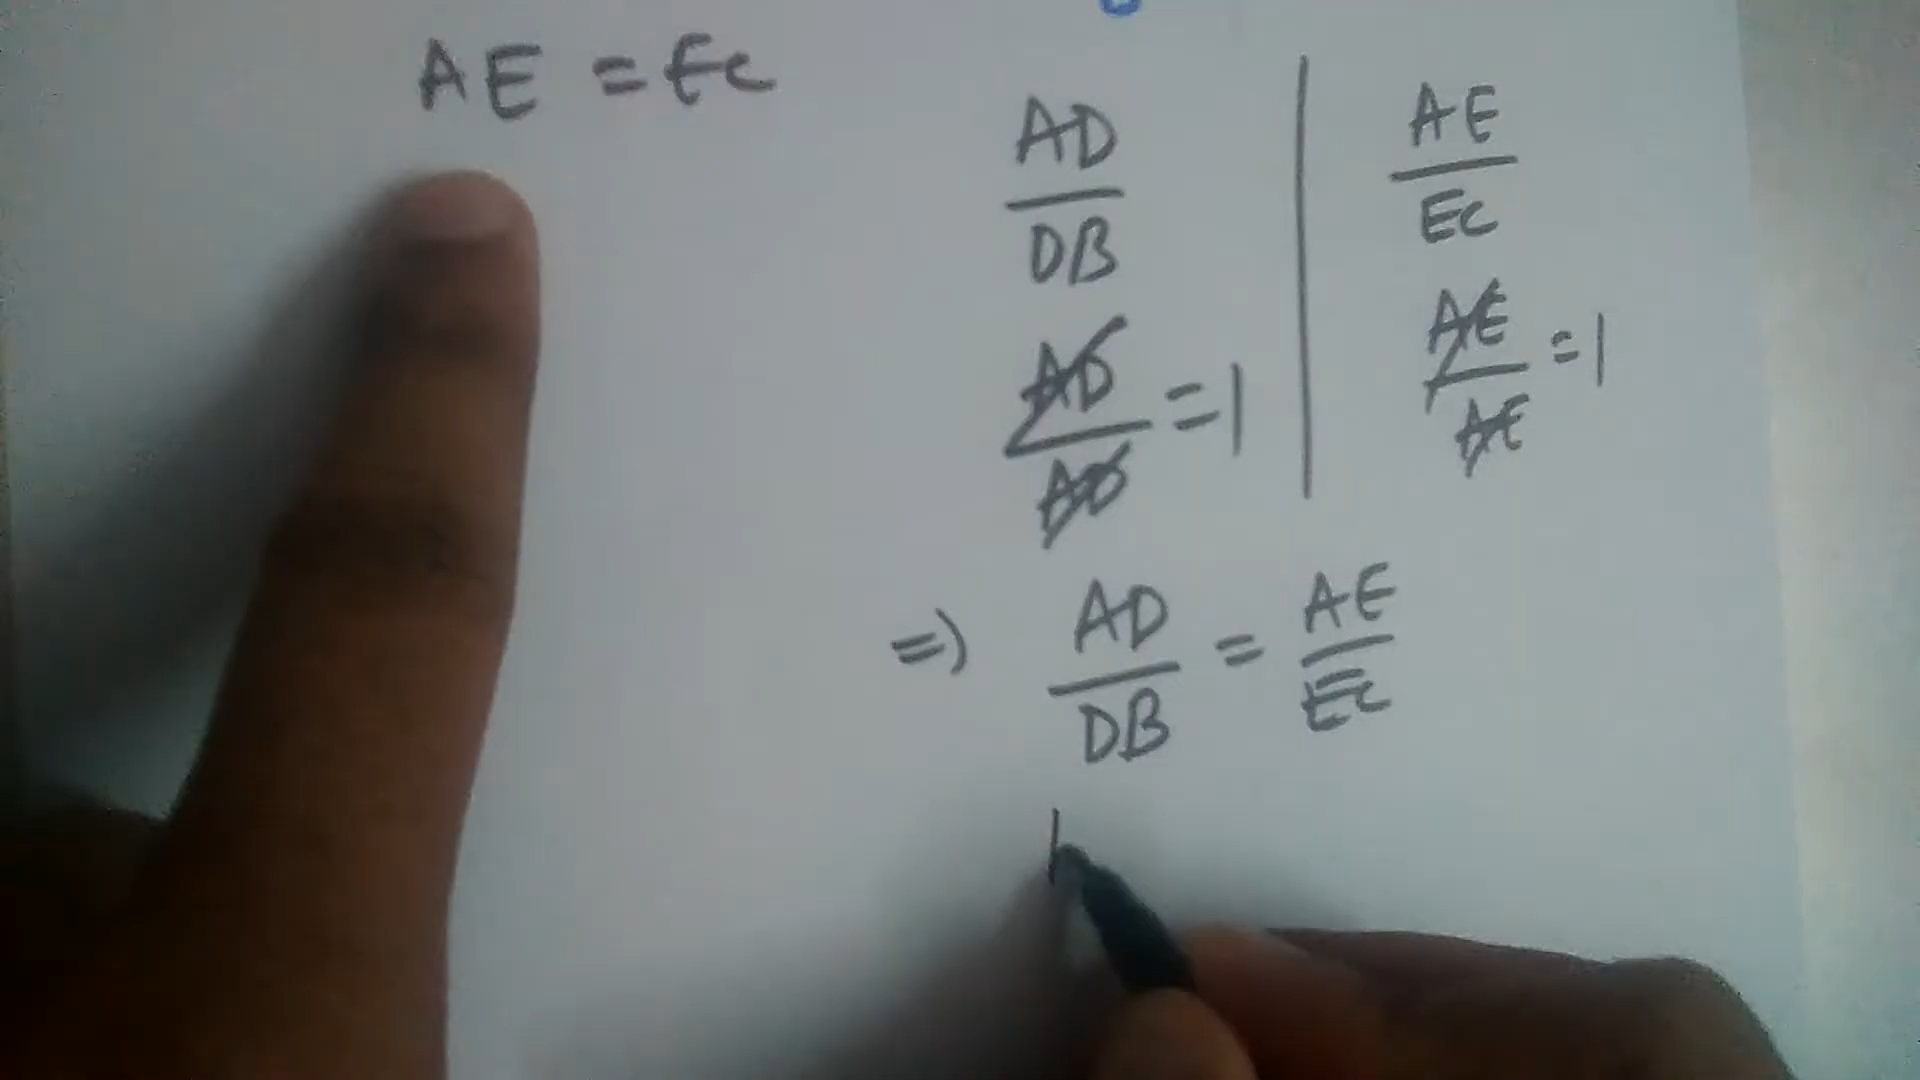 AE = EC
AD
DB
AD
AD
= 1
AE
EC
AE
AE
= 1
=> AD
DB
= AE
EC